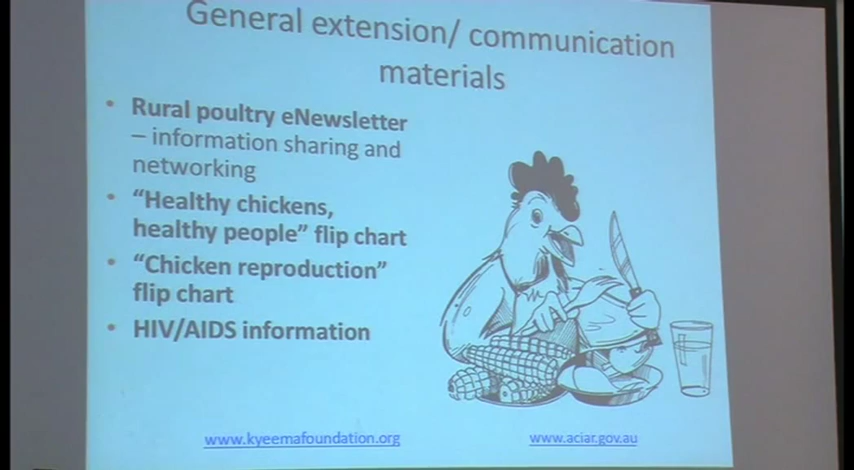 General extension/ communication
materials
• Rural poultry eNewsletter
– information sharing and
networking
• “Healthy chickens,
healthy people” flip chart
• “Chicken reproduction”
flip chart
• HIV/AIDS information
www.kyeemafoundation.org
www.aciar.gov.au